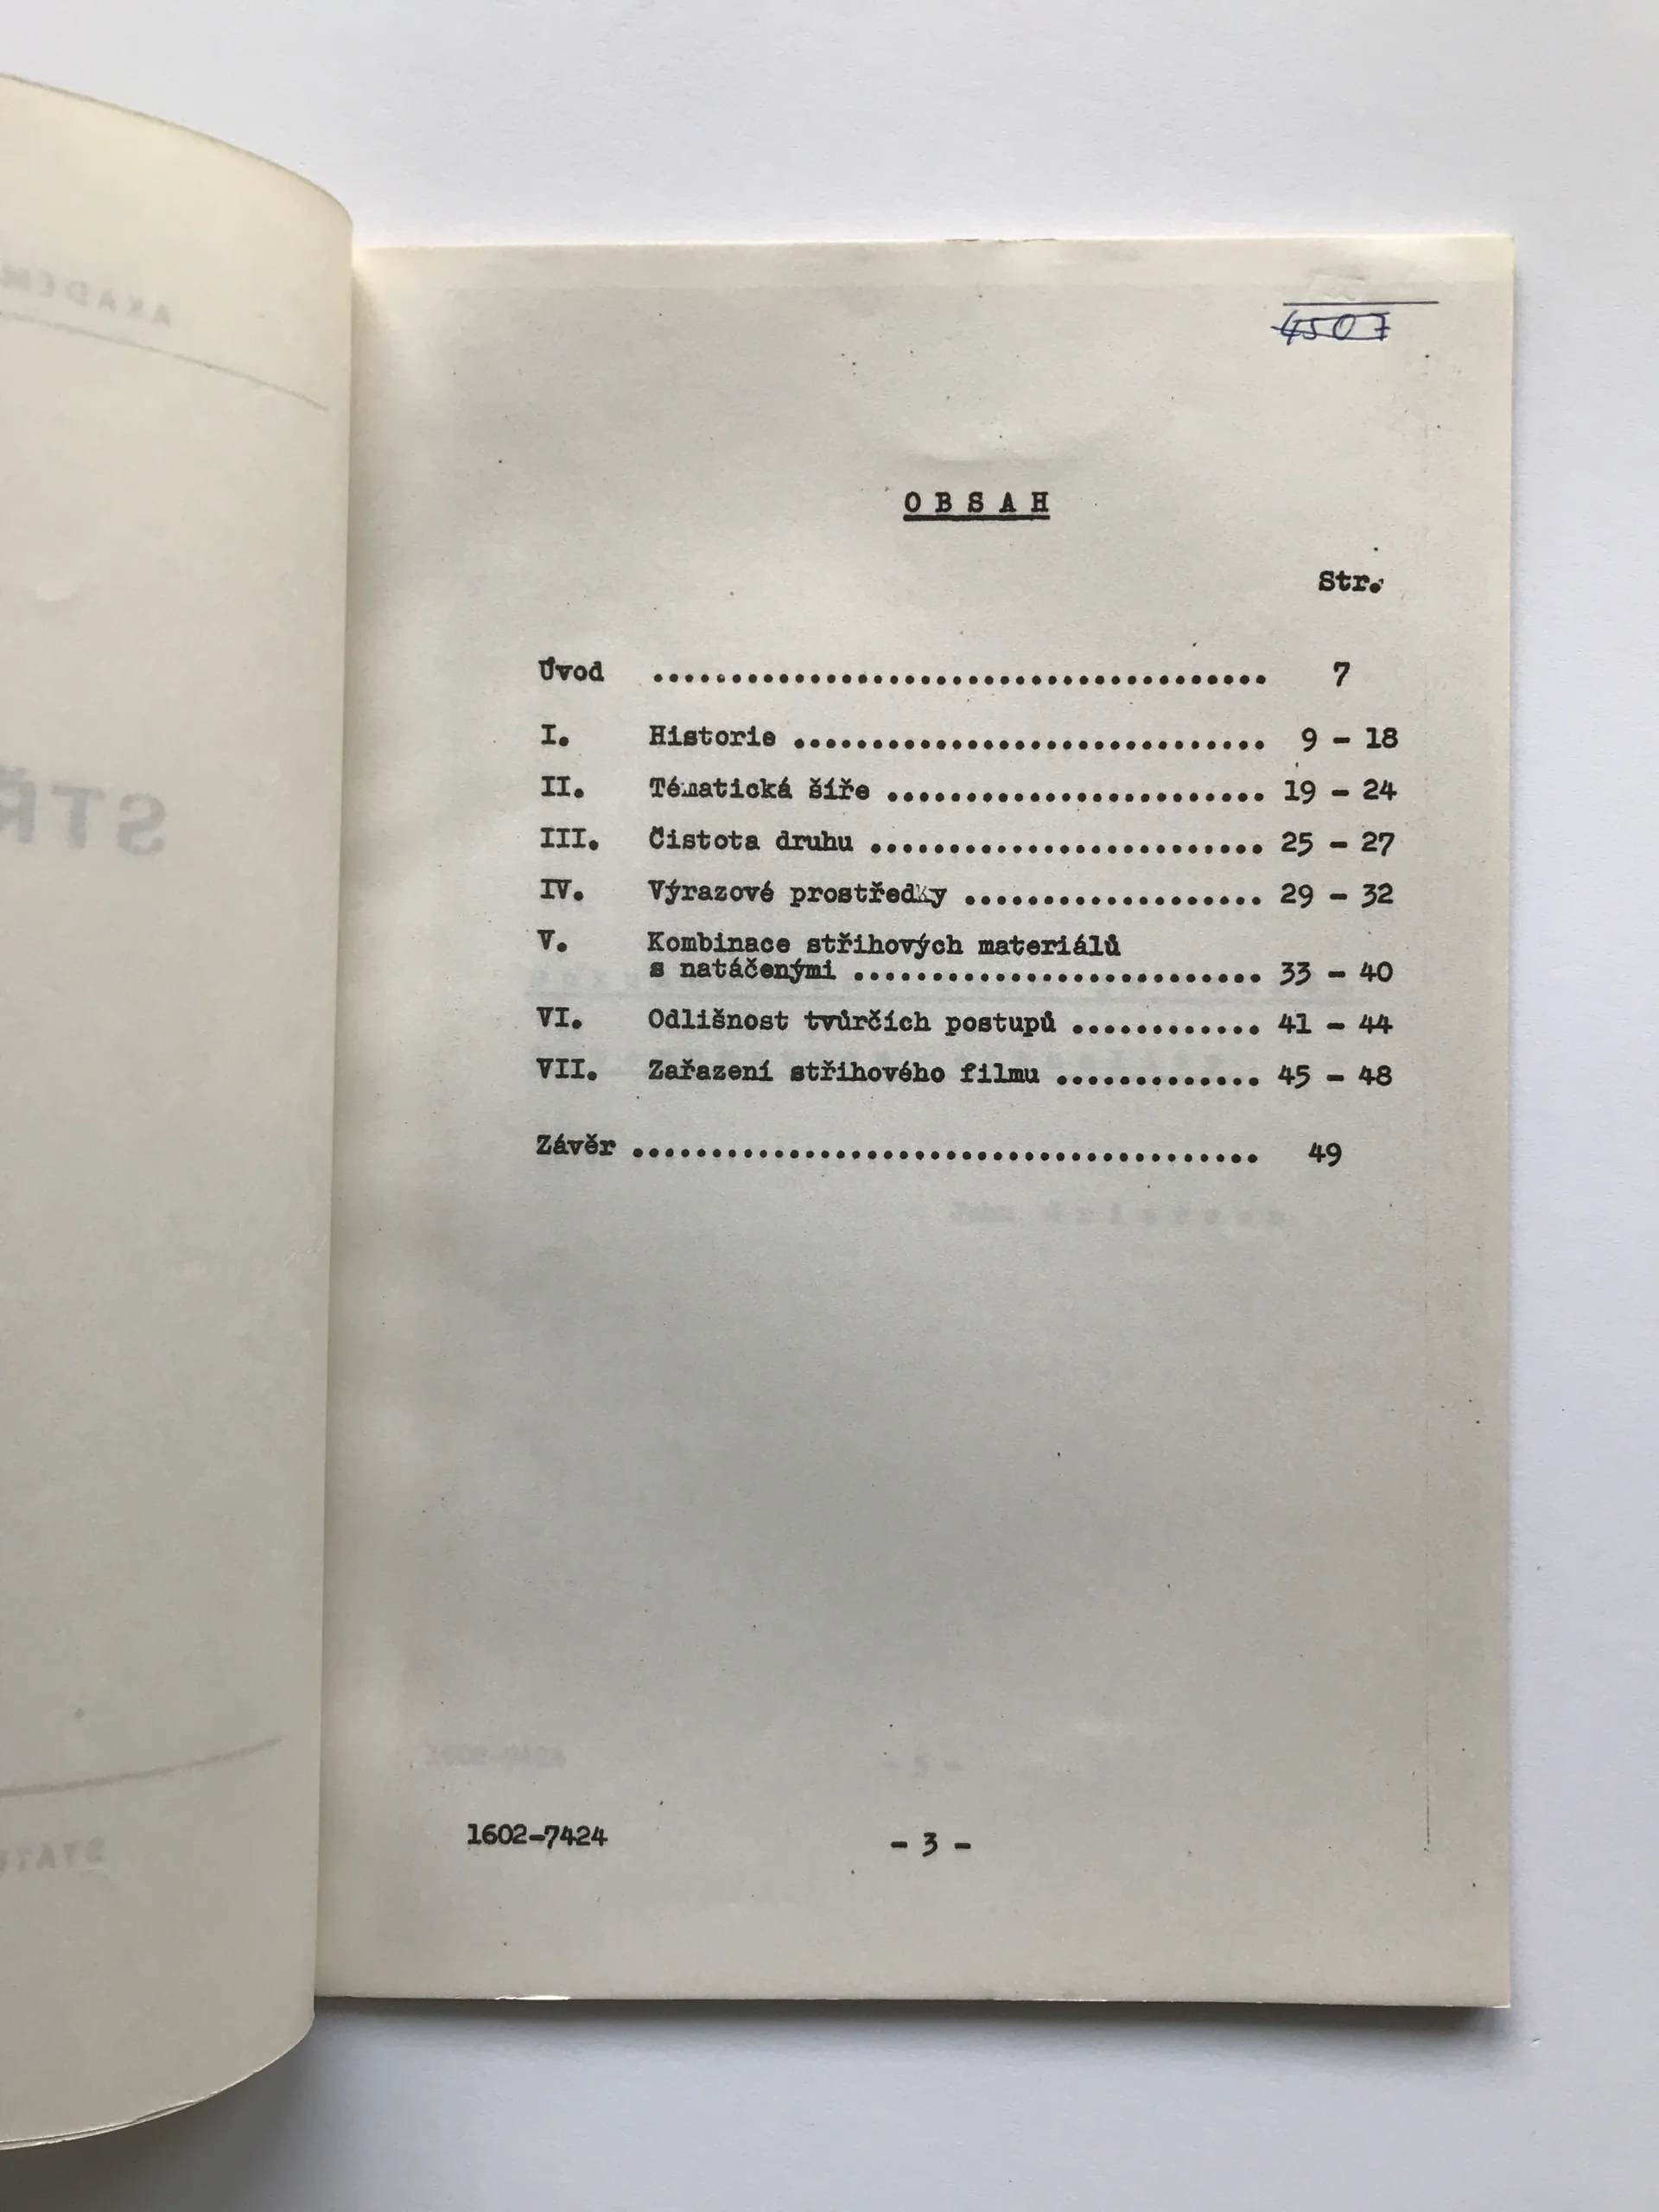 4507
O B S A H
Str.
Úvod ....................................... 7
I. Historie .............................. 9 - 18
II. Tématická šíře ........................ 19 - 24
III. Čistota druhu ......................... 25 - 27
IV. Výrazové prostředky ................... 29 - 32
V. Kombinace střihových materiálů
s natáčenými .......................... 33 - 40
VI. Odlišnost tvůrčích postupů ............ 41 - 44
VII. Zařazení střihového filmu ............. 45 - 48
Závěr ........................................ 49
1602-7424
- 3 -